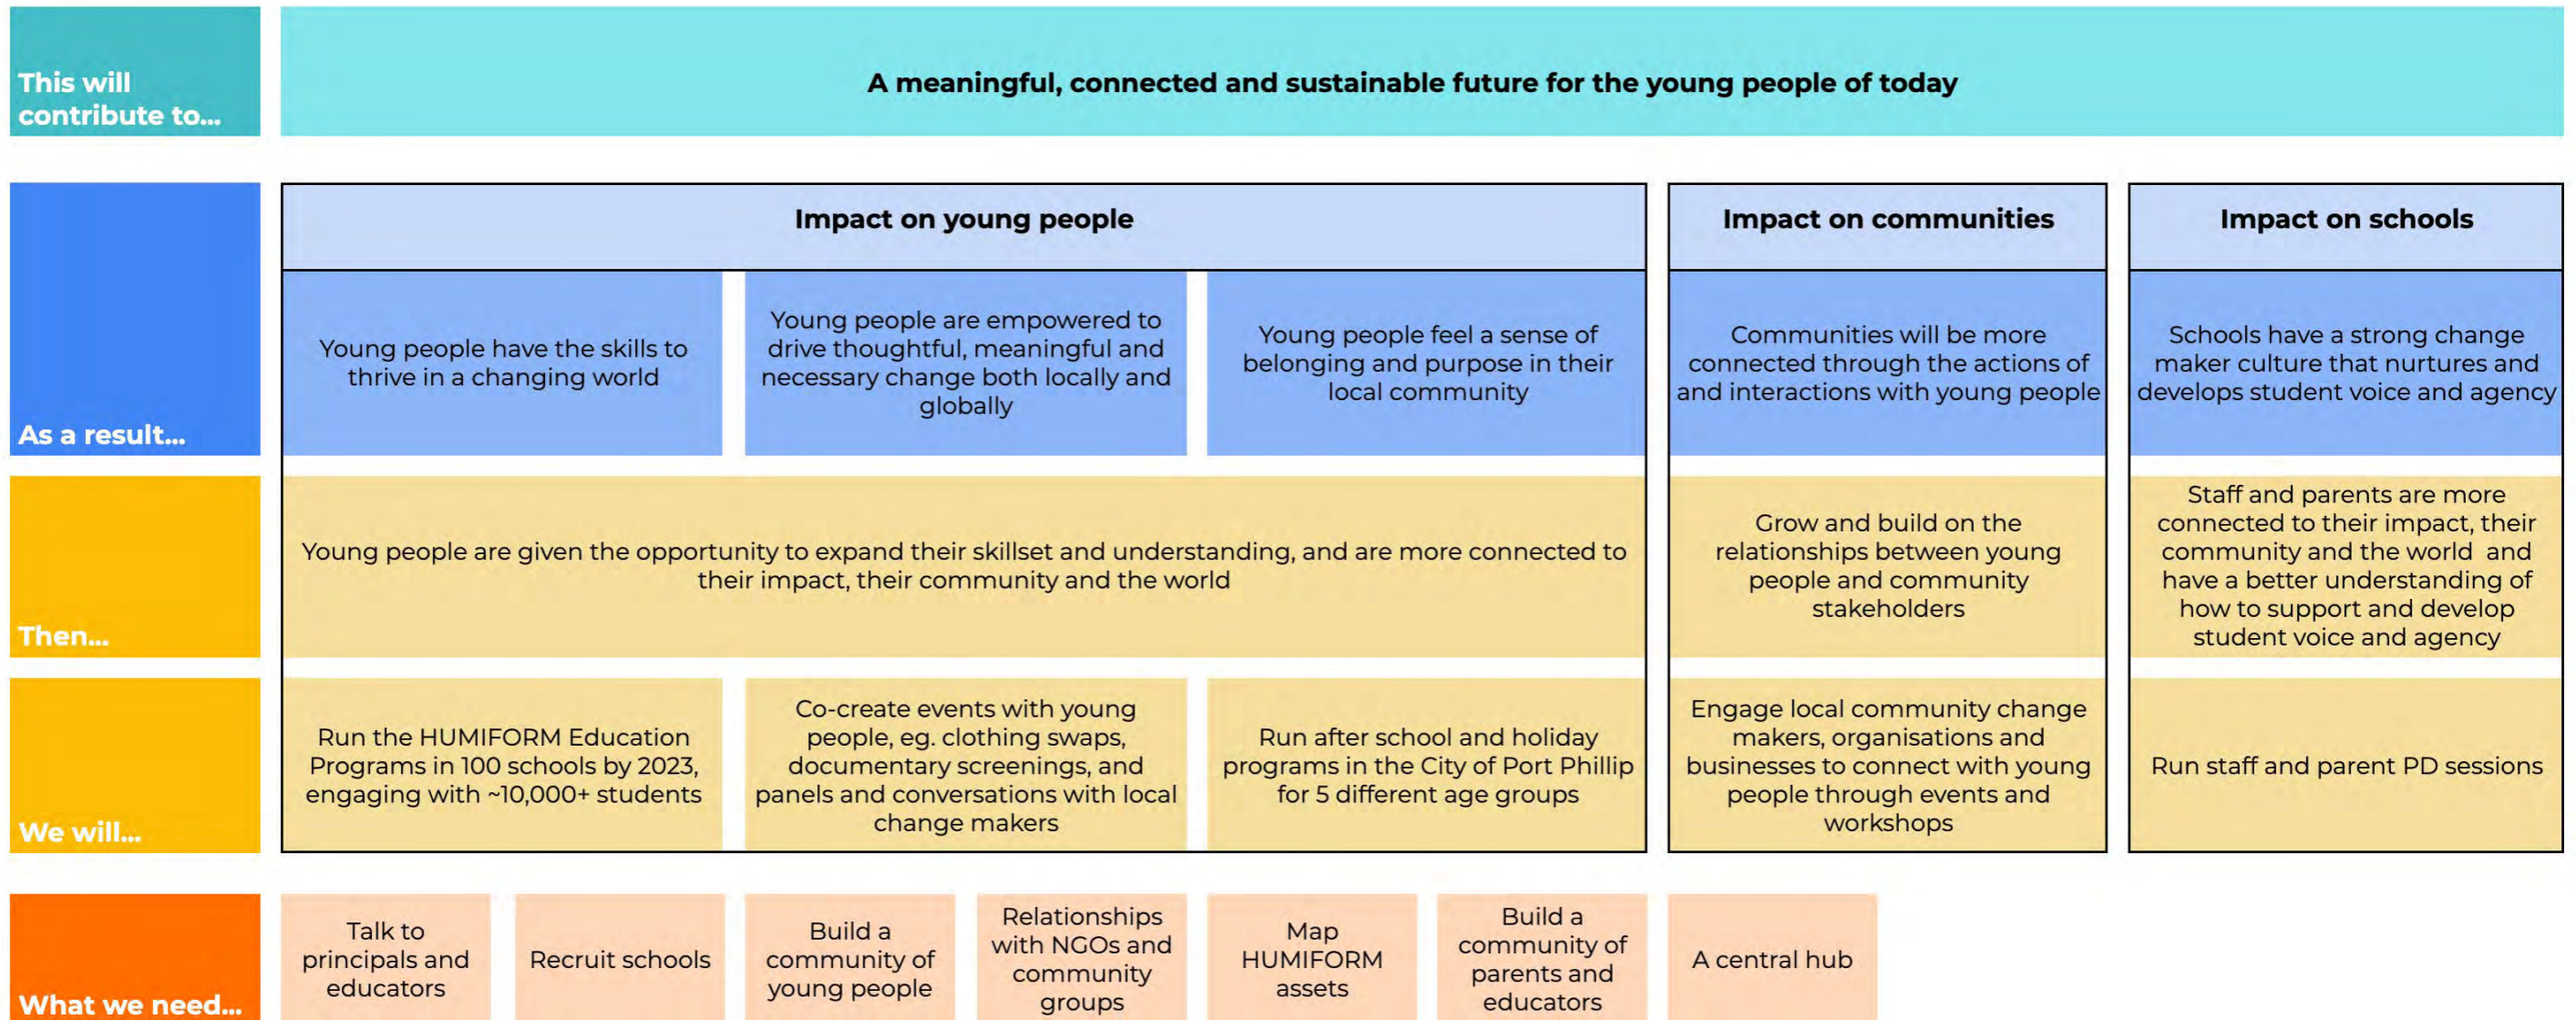 This will
contribute to...
A meaningful, connected and sustainable future for the young people of today
As a result...
Impact on young people
Impact on communities
Impact on schools
Young people have the skills to
thrive in a changing world
Young people are empowered to
drive thoughtful, meaningful and
necessary change both locally and
globally
Young people feel a sense of
belonging and purpose in their
local community
Communities will be more
connected through the actions of
and interactions with young people
Schools have a strong change
maker culture that nurtures and
develops student voice and agency
Then...
Young people are given the opportunity to expand their skillset and understanding, and are more connected to
their impact, their community and the world
Grow and build on the
relationships between young
people and community
stakeholders
Staff and parents are more
connected to their impact, their
community and the world and
have a better understanding of
how to support and develop
student voice and agency
We will...
Run the HUMIFORM Education
Programs in 100 schools by 2023,
engaging with ~10,000+ students
Co-create events with young
people, eg. clothing swaps,
documentary screenings, and
panels and conversations with local
change makers
Run after school and holiday
programs in the City of Port Phillip
for 5 different age groups
Engage local community change
makers, organisations and
businesses to connect with young
people through events and
workshops
Run staff and parent PD sessions
What we need...
Talk to
principals and
educators
Recruit schools
Build a
community of
young people
Relationships
with NGOs and
community
groups
Map
HUMIFORM
assets
Build a
community of
parents and
educators
A central hub